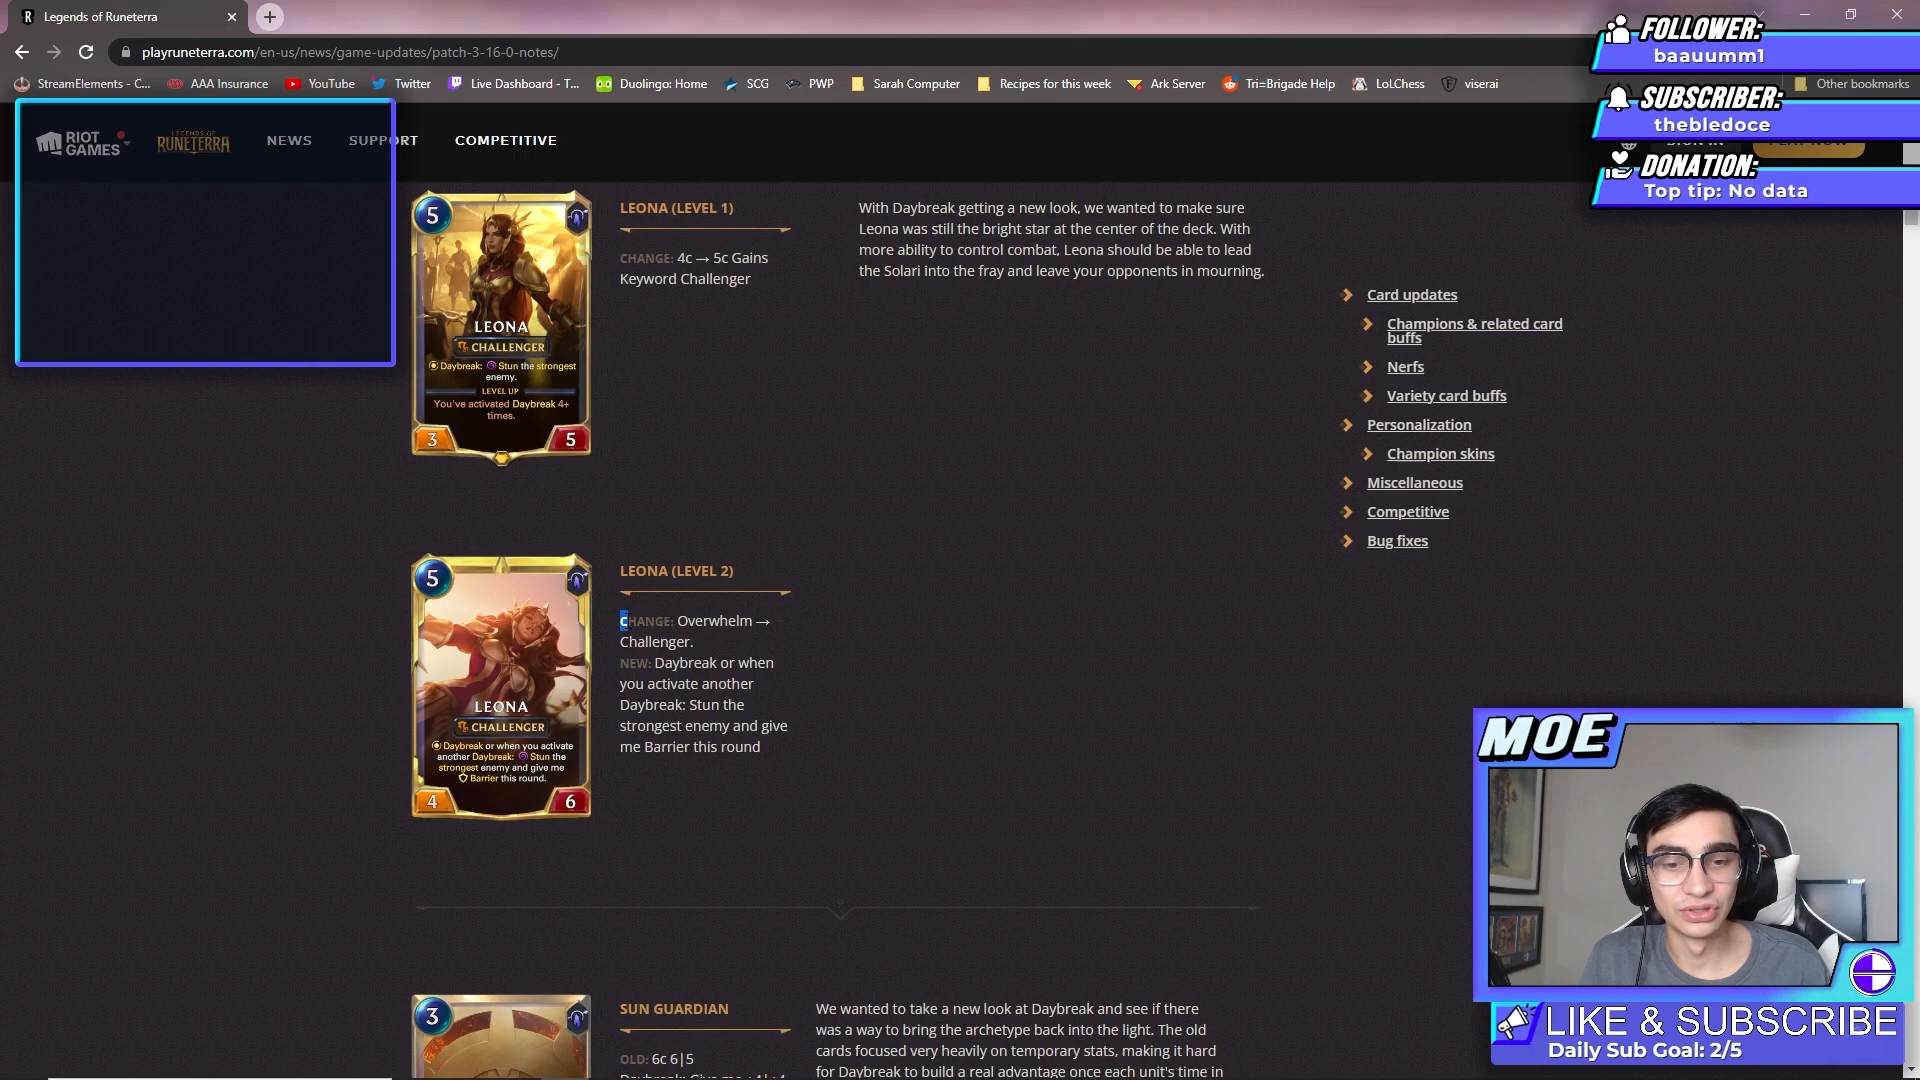 Legends of Runeterra
playruneterra.com/en-us/news/game-updates/patch-3-16-0-notes/
StreamElements - C... AAA Insurance YouTube Twitter Live Dashboard - T... Duolingo: Home SCG PWP Sarah Computer Recipes for this week Ark Server Tri=Brigade Help LoLChess viserai Other bookmarks
FOLLOWER:
baauumm1
SUBSCRIBER:
thebledoce
DONATION:
Top tip: No data
RIOT GAMES LEGENDS OF RUNETERRA NEWS SUPPORT COMPETITIVE
5
LEONA
CHALLENGER
Daybreak: Stun the strongest
enemy.
LEVEL UP
You've activated Daybreak 4+
times.
3 5
LEONA (LEVEL 1)
CHANGE: 4c → 5c Gains
Keyword Challenger
With Daybreak getting a new look, we wanted to make sure
Leona was still the bright star at the center of the deck. With
more ability to control combat, Leona should be able to lead
the Solari into the fray and leave your opponents in mourning.
Card updates
Champions & related card
buffs
Nerfs
Variety card buffs
Personalization
Champion skins
Miscellaneous
Competitive
Bug fixes
5
LEONA
CHALLENGER
Daybreak or when you activate
another Daybreak: Stun the
strongest enemy and give me
Barrier this round.
4 6
LEONA (LEVEL 2)
CHANGE: Overwhelm →
Challenger.
NEW: Daybreak or when
you activate another
Daybreak: Stun the
strongest enemy and give
me Barrier this round
3
SUN GUARDIAN
OLD: 6c 6|5
We wanted to take a new look at Daybreak and see if there
was a way to bring the archetype back into the light. The old
cards focused very heavily on temporary stats, making it hard
for Daybreak to build a real advantage once each unit's time in
MOE
LIKE & SUBSCRIBE
Daily Sub Goal: 2/5